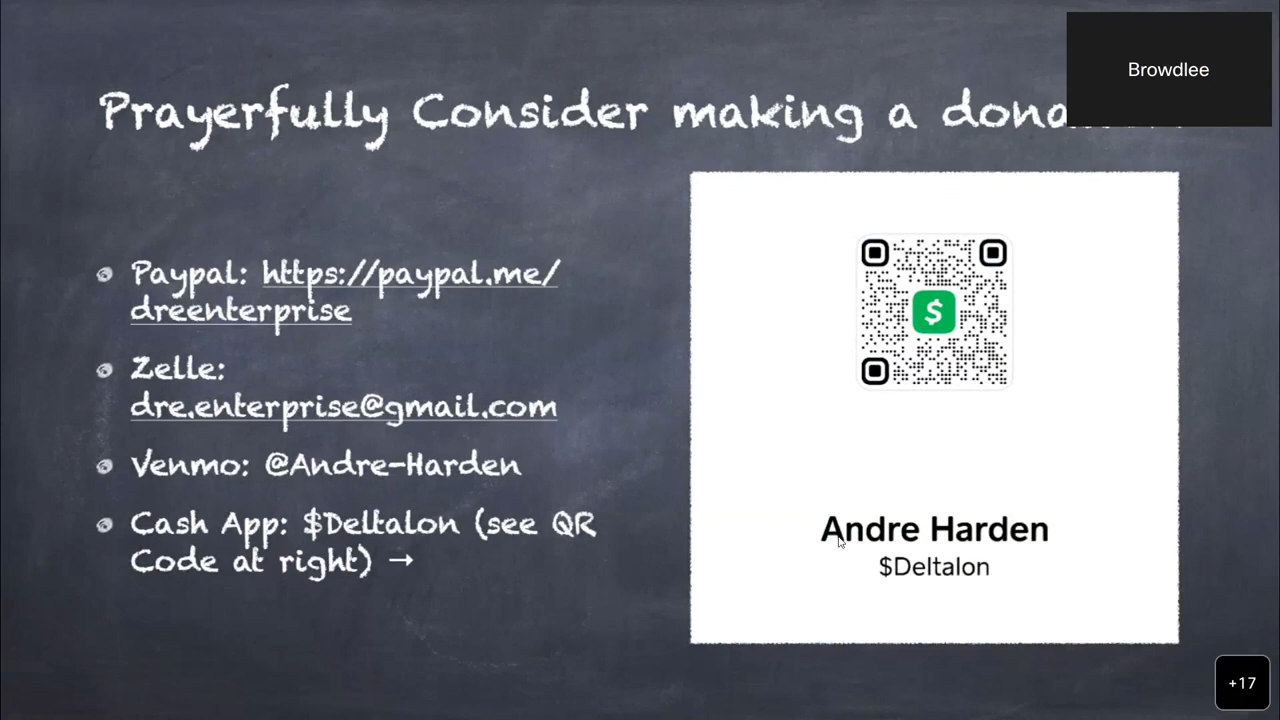 Browdlee
Prayerfully Consider making a
Paypal: https://paypal.me/
dreenterprise
Zelle:
dre.enterprise@gmail.com
Venmo: @Andre-Harden
Cash App: $Deltalon (see QR
Code at right) →
$
Andre Harden
$Deltalon
+17